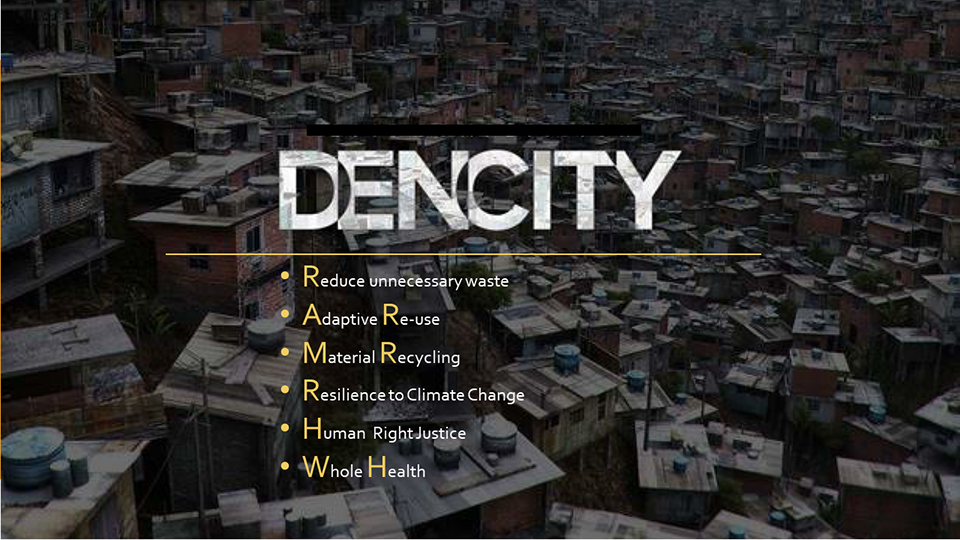 DENCITY
• Reduce unnecessary waste
• Adaptive Re-use
• Material Recycling
• Resilience to Climate Change
• Human Right Justice
• Whole Health